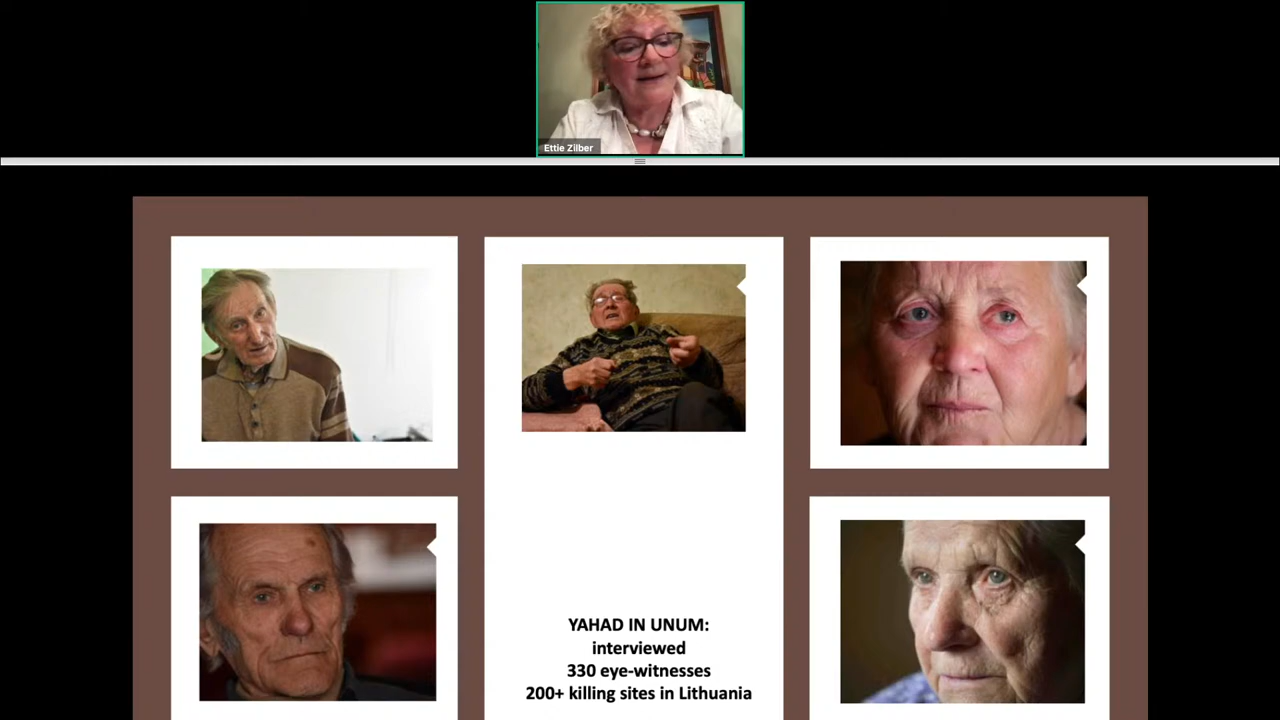 Ettie Zilber
YAHAD IN UNUM:
interviewed
330 eye-witnesses
200+ killing sites in Lithuania